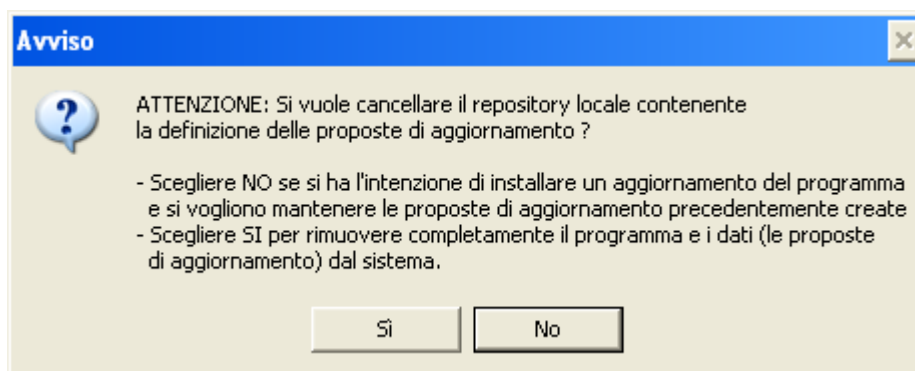 Avviso
ATTENZIONE: Si vuole cancellare il repository locale contenente
la definizione delle proposte di aggiornamento ?
- Scegliere NO se si ha l'intenzione di installare un aggiornamento del programma
e si vogliono mantenere le proposte di aggiornamento precedentemente create
- Scegliere SI per rimuovere completamente il programma e i dati (le proposte
di aggiornamento) dal sistema.
Sì
No